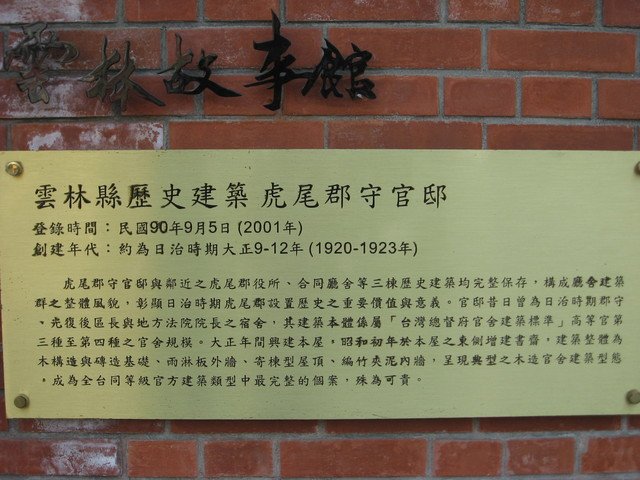 雲林故事館
雲林縣歷史建築 虎尾郡守官邸
登錄時間：民國90年9月5日 (2001年)
創建年代：約為日治時期大正9-12年 (1920-1923年)
虎尾郡守官邸與鄰近之虎尾郡役所、合同廳舍等三棟歷史建築均完整保存，構成廳舍建築
群之整體風貌，彰顯日治時期虎尾郡設置歷史之重要價值與意義。官邸昔日曾為日治時期郡守
、光復後區長與地方法院院長之宿舍，其建築本體係屬「台灣總督府官舍建築標準」高等官第
三種至第四種之官舍規模。大正年間興建本屋，昭和初年於本屋之東側增建書齋，建築整體為
木構造與磚造基礎、雨淋板外牆、寄棟型屋頂、編竹夾泥內牆，呈現典型之木造官舍建築型態
，成為全台同等級官方建築類型中最完整的個案，殊為可貴。